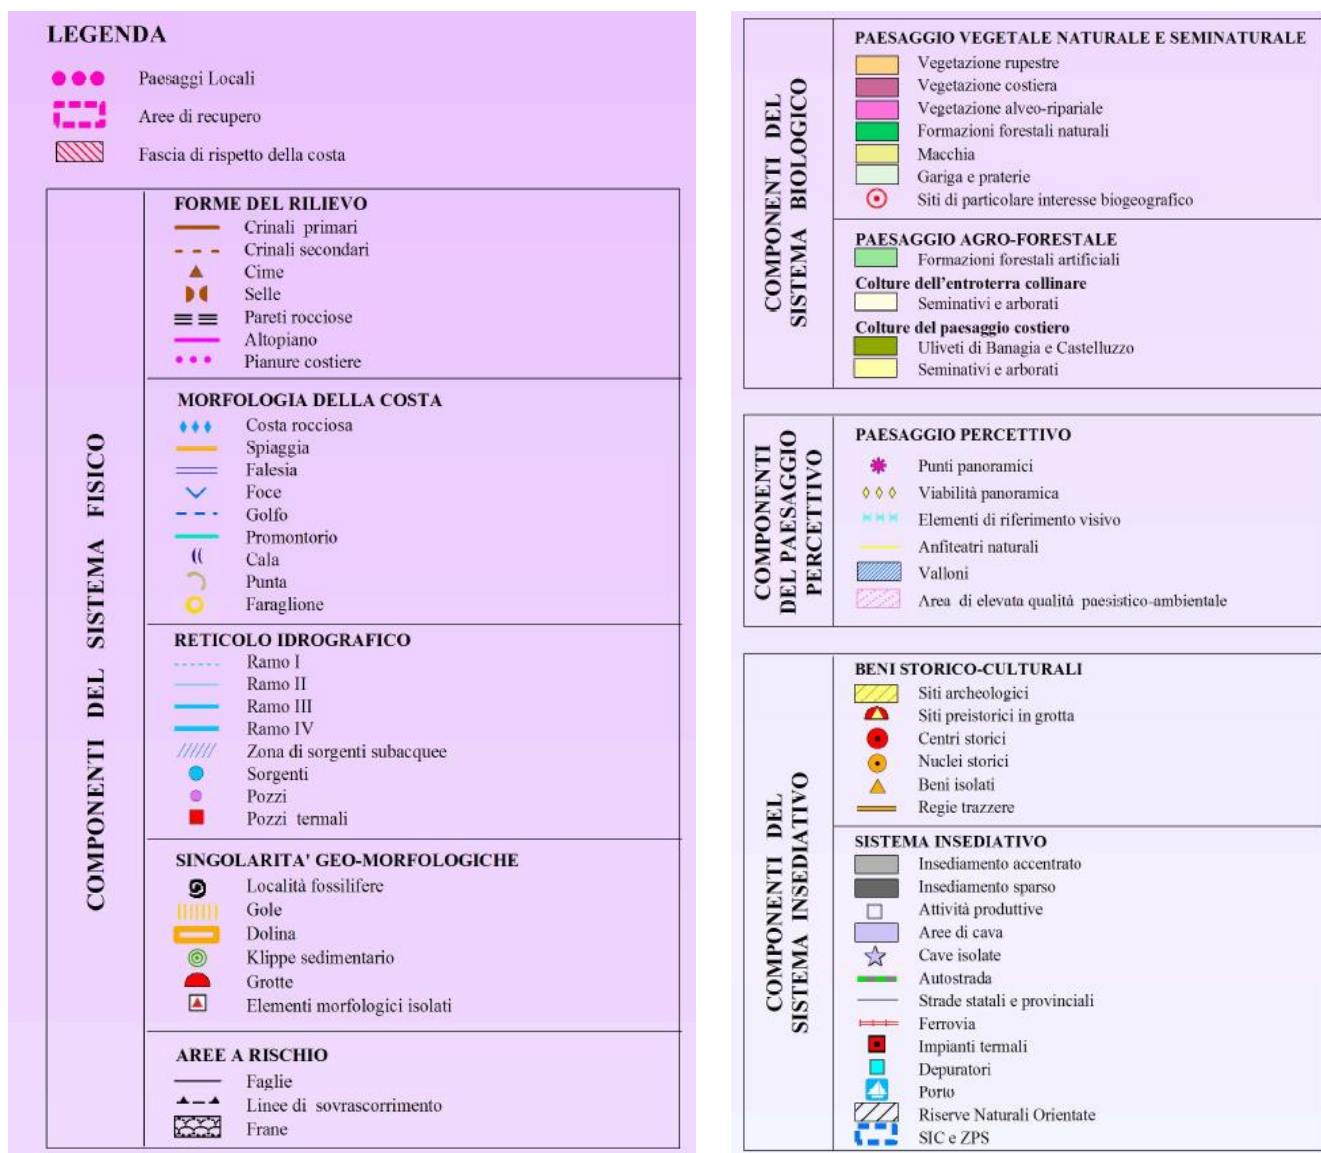 LEGENDA
Paesaggi Locali
Aree di recupero
Fascia di rispetto della costa
COMPONENTI DEL SISTEMA FISICO
FORME DEL RILIEVO
Crinali primari
Crinali secondari
Cime
Selle
Pareti rocciose
Altopiano
Pianure costiere
MORFOLOGIA DELLA COSTA
Costa rocciosa
Spiaggia
Falesia
Foce
Golfo
Promontorio
Cala
Punta
Faraglione
RETICOLO IDROGRAFICO
Ramo I
Ramo II
Ramo III
Ramo IV
Zona di sorgenti subacquee
Sorgenti
Pozzi
Pozzi termali
SINGOLARITA' GEO-MORFOLOGICHE
Località fossilifere
Gole
Dolina
Klippe sedimentario
Grotte
Elementi morfologici isolati
AREE A RISCHIO
Faglie
Linee di sovrascorrimento
Frane
COMPONENTI DEL
SISTEMA BIOLOGICO
PAESAGGIO VEGETALE NATURALE E SEMINATURALE
Vegetazione rupestre
Vegetazione costiera
Vegetazione alveo-ripariale
Formazioni forestali naturali
Macchia
Gariga e praterie
Siti di particolare interesse biogeografico
PAESAGGIO AGRO-FORESTALE
Formazioni forestali artificiali
Colture dell'entroterra collinare
Seminativi e arborati
Colture del paesaggio costiero
Uliveti di Banagia e Castelluzzo
Seminativi e arborati
COMPONENTI
DEL PAESAGGIO
PERCETTIVO
PAESAGGIO PERCETTIVO
Punti panoramici
Viabilità panoramica
Elementi di riferimento visivo
Anfiteatri naturali
Valloni
Area di elevata qualità paesistico-ambientale
COMPONENTI DEL
SISTEMA INSEDIATIVO
BENI STORICO-CULTURALI
Siti archeologici
Siti preistorici in grotta
Centri storici
Nuclei storici
Beni isolati
Regie trazzere
SISTEMA INSEDIATIVO
Insediamento accentrato
Insediamento sparso
Attività produttive
Aree di cava
Cave isolate
Autostrada
Strade statali e provinciali
Ferrovia
Impianti termali
Depuratori
Porto
Riserve Naturali Orientate
SIC e ZPS